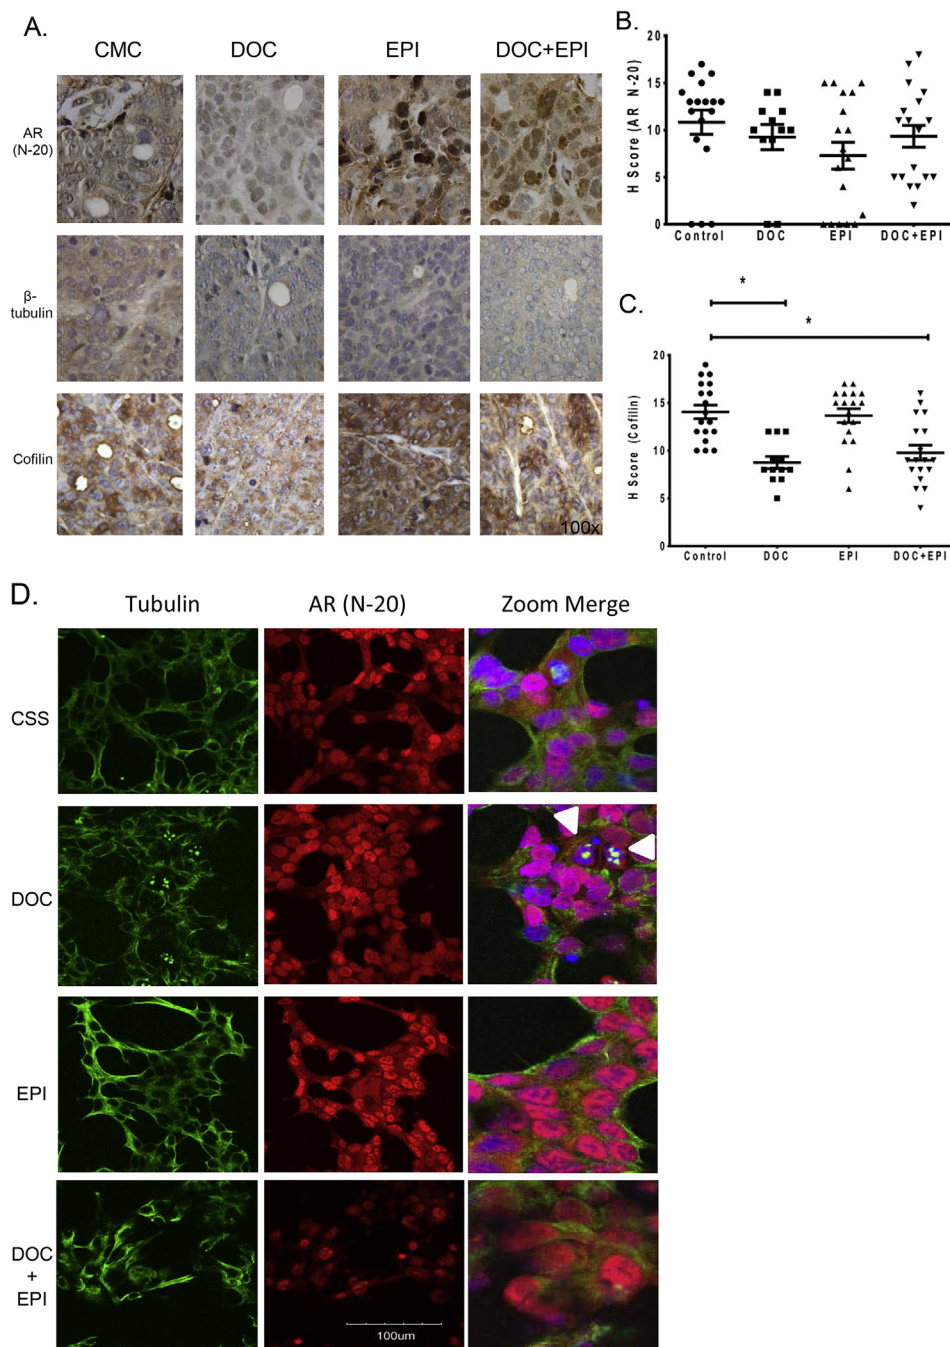 A.
CMC DOC EPI DOC+EPI
AR
(N-20)
β-
tubulin
Cofilin
100x
B.
H Score (AR N-20)
20
15
10
5
0
Control DOC EPI DOC+EPI
C.
*
*
H Score (Cofilin)
20
15
10
5
0
Control DOC EPI DOC+EPI
D.
Tubulin AR (N-20) Zoom Merge
CSS
DOC
EPI
DOC
+
EPI
100um